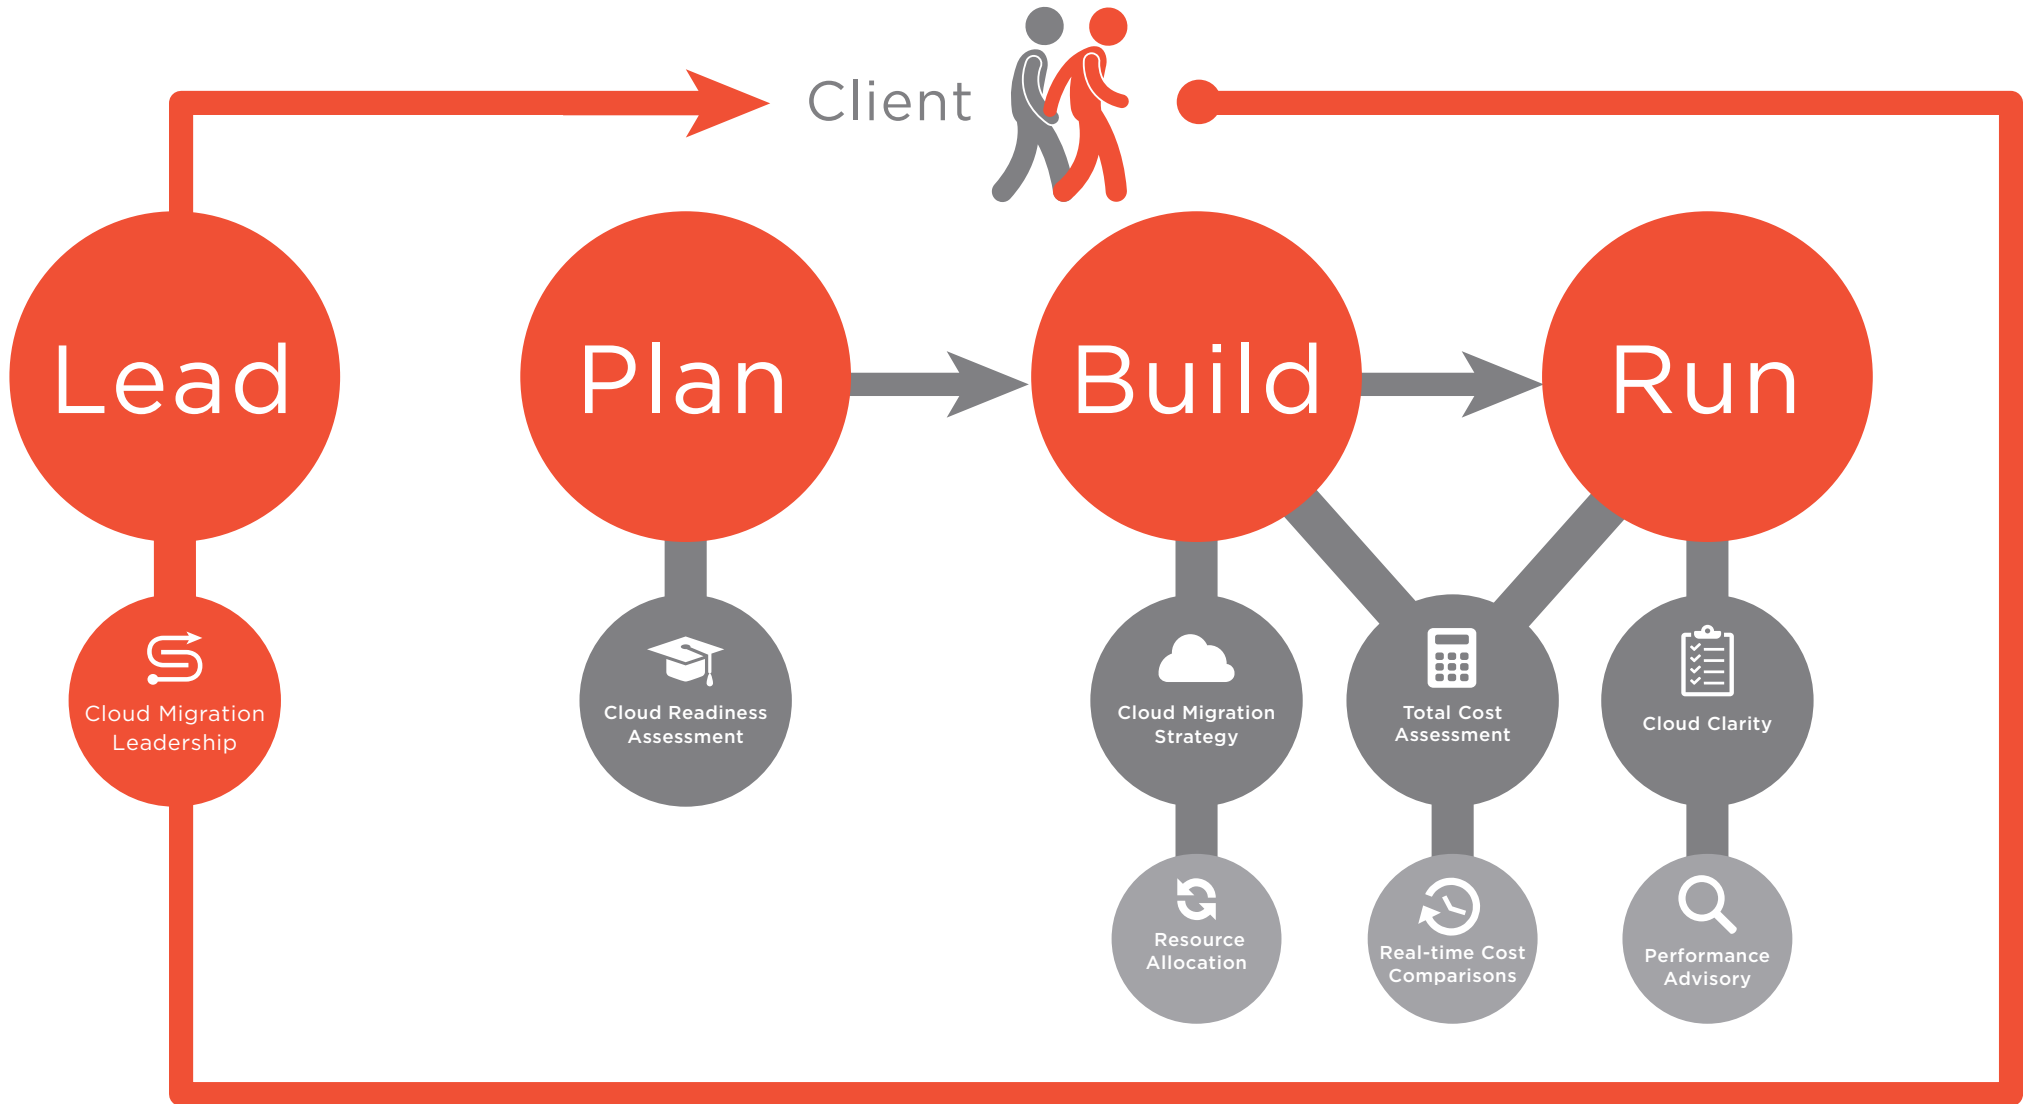 Client
Lead
Plan
Build
Run
Cloud Migration
Leadership
Cloud Readiness
Assessment
Cloud Migration
Strategy
Total Cost
Assessment
Cloud Clarity
Resource
Allocation
Real-time Cost
Comparisons
Performance
Advisory